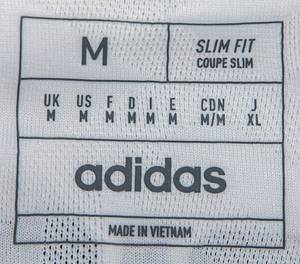 M
SLIM FIT
COUPE SLIM
UK US F D I E CDN J
M M M M M M M/M XL
adidas
MADE IN VIETNAM